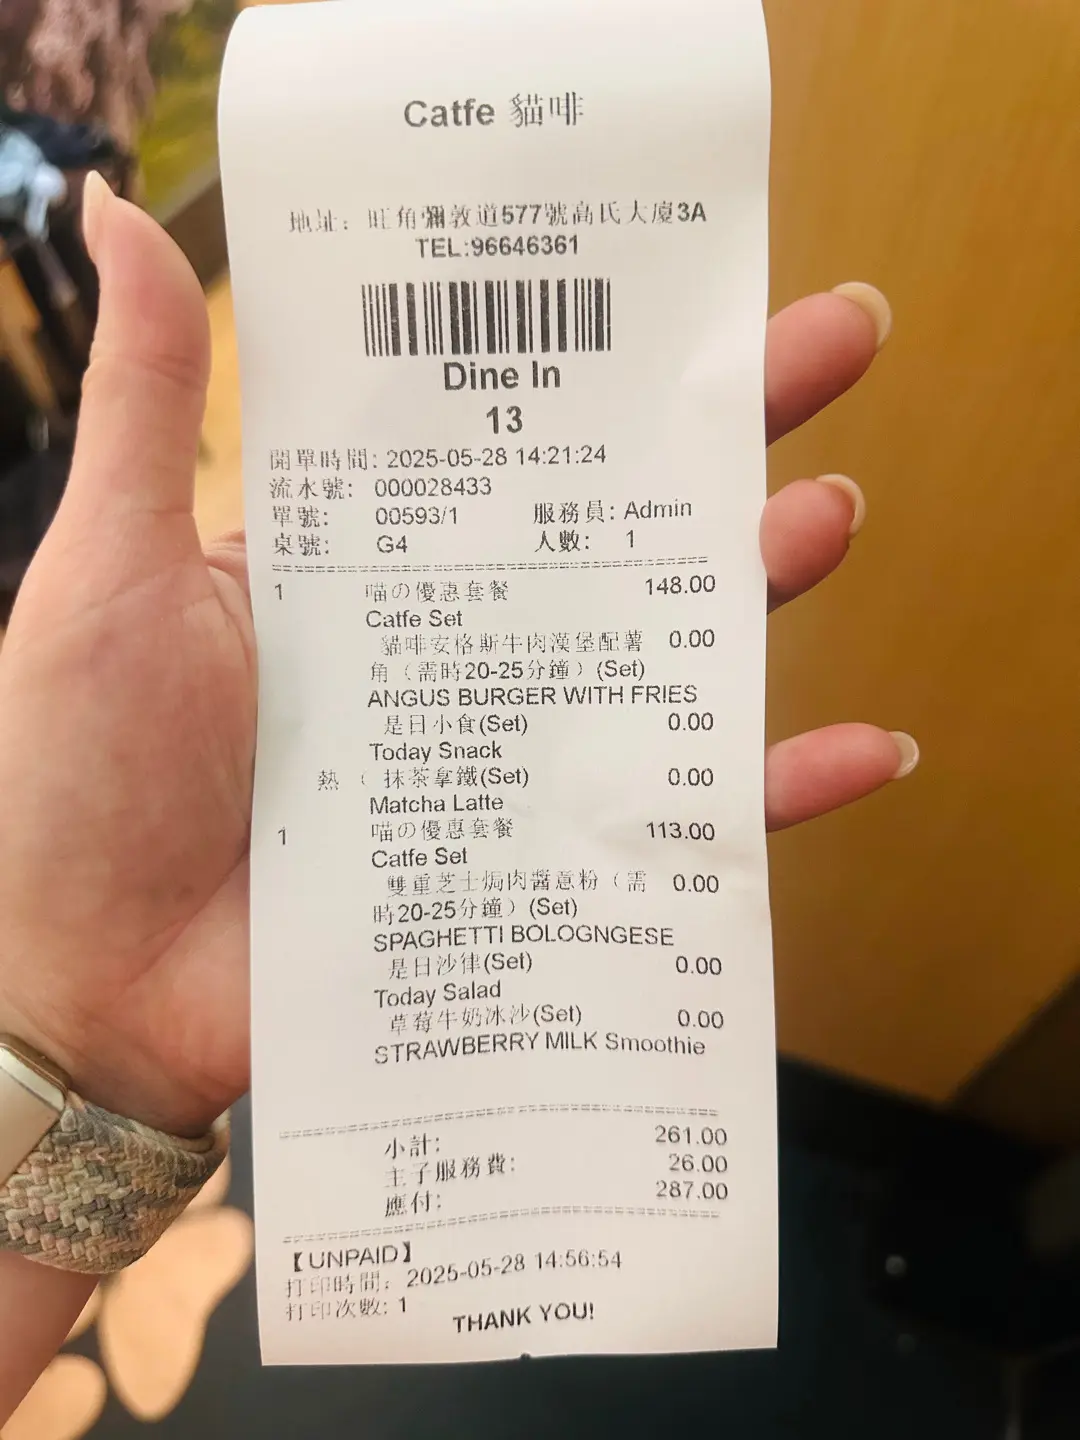 Catfe 貓啡
地址: 旺角彌敦道577號高氏大廈3A
TEL:96646361
Dine In
13
開單時間: 2025-05-28 14:21:24
流水號: 000028433
單號: 00593/1 服務員: Admin
桌號: G4 人數: 1
1 喵の優惠套餐 148.00
Catfe Set
貓啡安格斯牛肉漢堡配薯 0.00
角（需時20-25分鐘）(Set)
ANGUS BURGER WITH FRIES
是日小食(Set) 0.00
Today Snack
熱（ 抹茶拿鐵(Set) 0.00
Matcha Latte
1 喵の優惠套餐 113.00
Catfe Set
雙重芝士焗肉醬意粉（需 0.00
時20-25分鐘）(Set)
SPAGHETTI BOLOGNGESE
是日沙律(Set) 0.00
Today Salad
草莓牛奶冰沙(Set) 0.00
STRAWBERRY MILK Smoothie
小計: 261.00
主子服務費: 26.00
應付: 287.00
【UNPAID】
打印時間: 2025-05-28 14:56:54
打印次數: 1
THANK YOU!